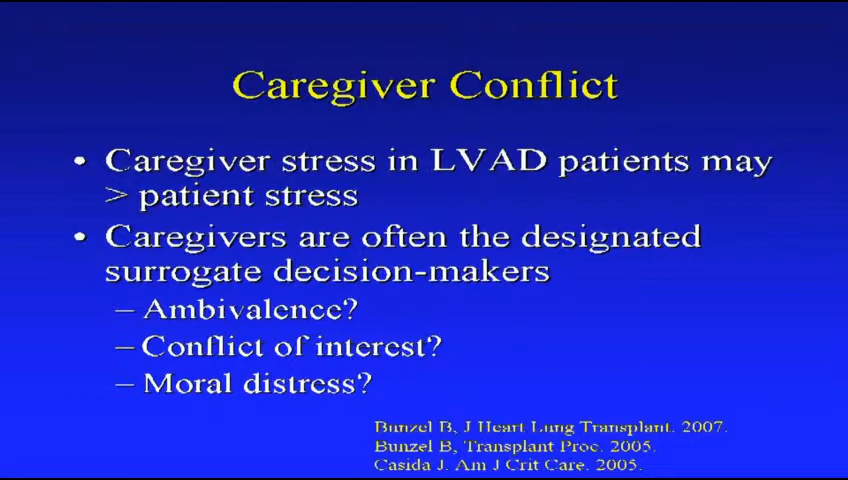 Caregiver Conflict
• Caregiver stress in LVAD patients may
> patient stress
• Caregivers are often the designated
surrogate decision-makers
– Ambivalence?
– Conflict of interest?
– Moral distress?
Bunzel B, J Heart Lung Transplant. 2007.
Bunzel B, Transplant Proc. 2005.
Casida J. Am J Crit Care. 2005.